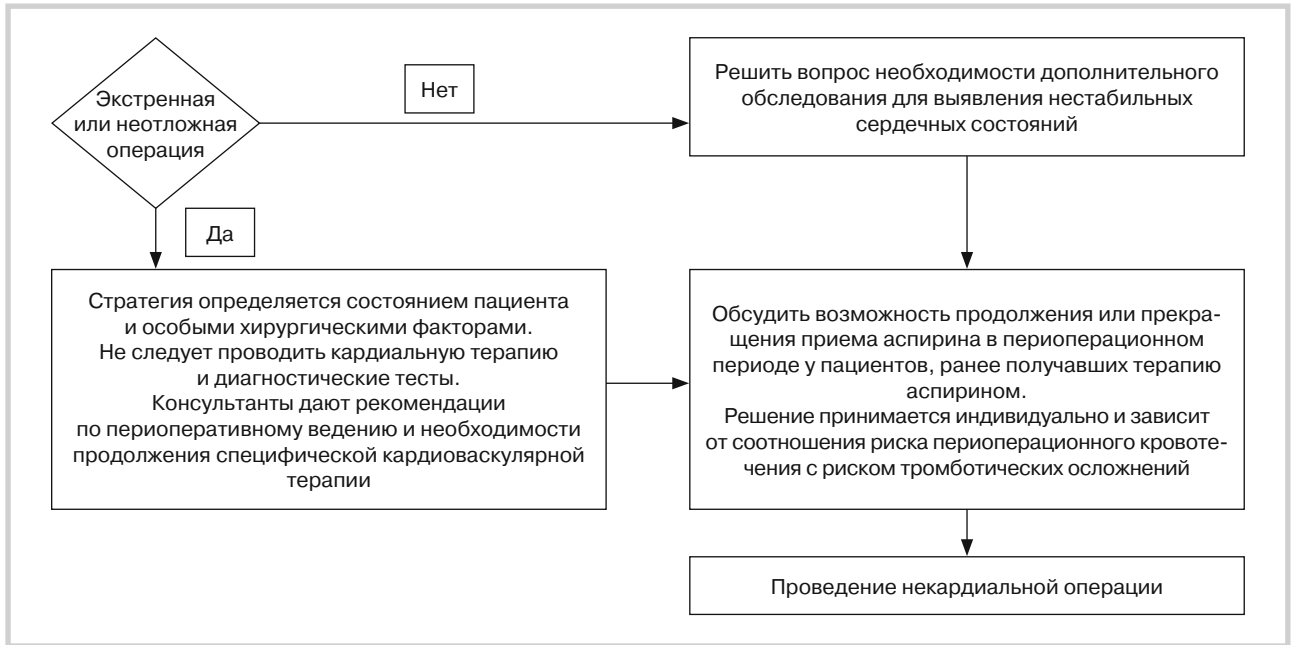 Экстренная
или неотложная
операция
Нет
Решить вопрос необходимости дополнительного
обследования для выявления нестабильных
сердечных состояний
Да
Стратегия определяется состоянием пациента
и особыми хирургическими факторами.
Не следует проводить кардиальную терапию
и диагностические тесты.
Консультанты дают рекомендации
по периоперативному ведению и необходимости
продолжения специфической кардиоваскулярной
терапии
Обсудить возможность продолжения или прекра-
щения приема аспирина в периоперационном
периоде у пациентов, ранее получавших терапию
аспирином.
Решение принимается индивидуально и зависит
от соотношения риска периоперационного кровоте-
чения с риском тромботических осложнений
Проведение некардиальной операции